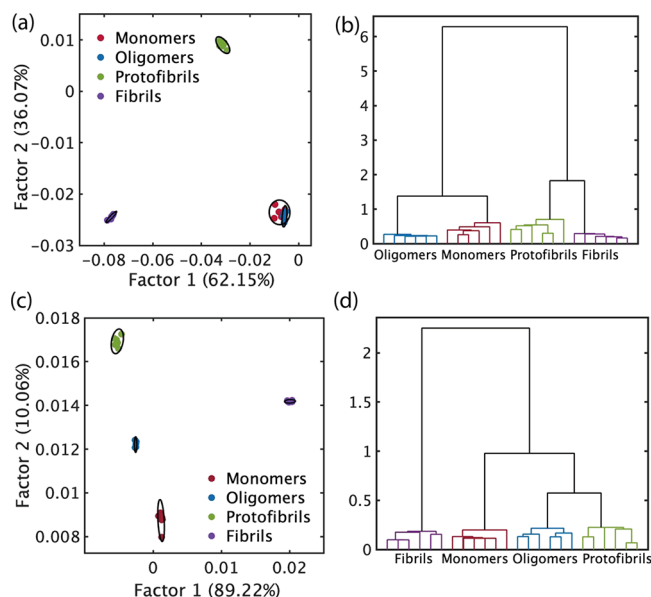 (a)
0.01
0
−0.01
−0.02
−0.03
Factor 2 (36.07%)
Monomers
Oligomers
Protofibrils
Fibrils
−0.08 −0.06 −0.04 −0.02 0
Factor 1 (62.15%)
(b)
6
5
4
3
2
1
0
Oligomers Monomers Protofibrils Fibrils
(c)
0.018
0.016
0.014
0.012
0.01
0.008
Factor 2 (10.06%)
Monomers
Oligomers
Protofibrils
Fibrils
0 0.01 0.02
Factor 1 (89.22%)
(d)
2
1.5
1
0.5
0
Fibrils Monomers Oligomers Protofibrils